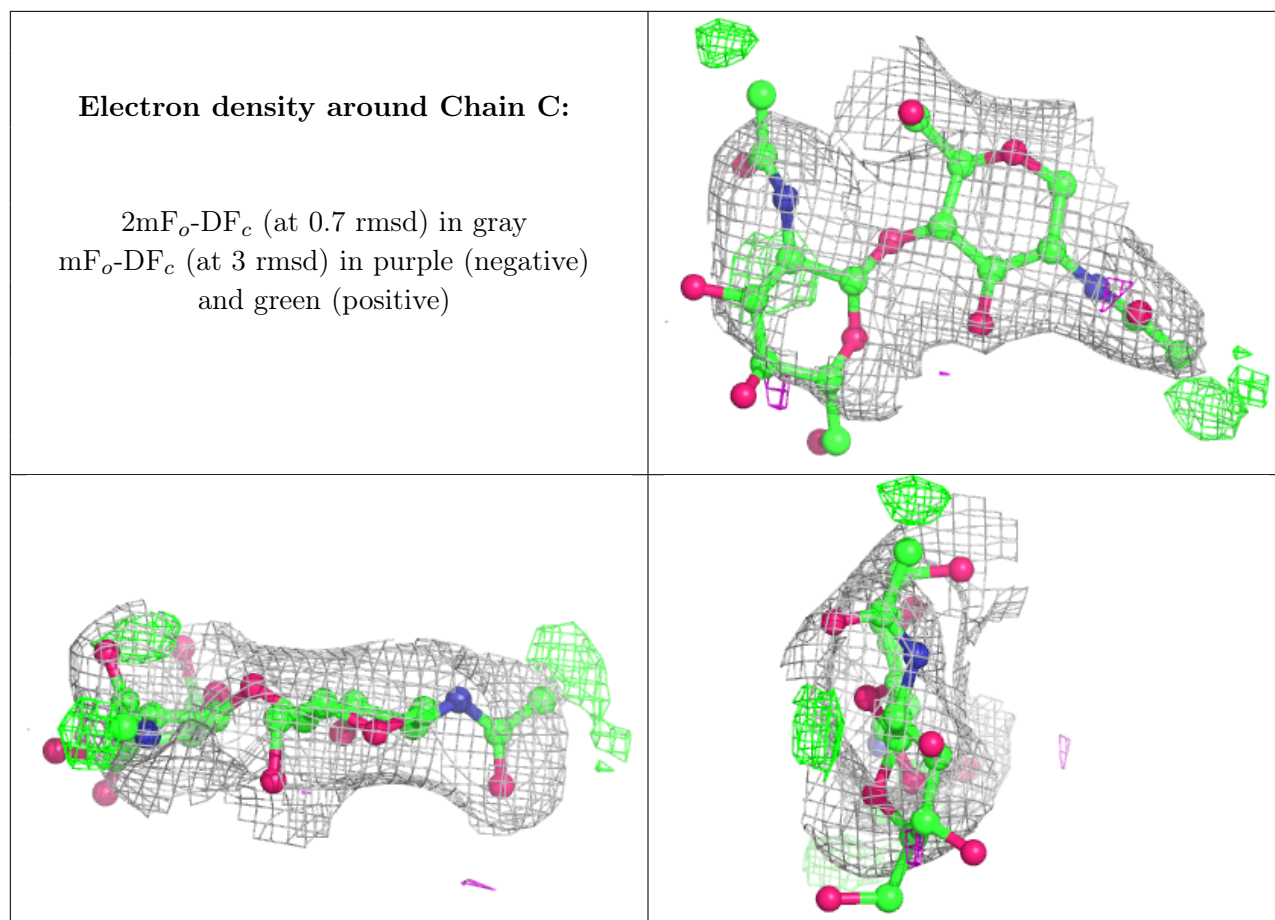 Electron density around Chain C:
2mFo-DFc (at 0.7 rmsd) in gray
mFo-DFc (at 3 rmsd) in purple (negative)
and green (positive)